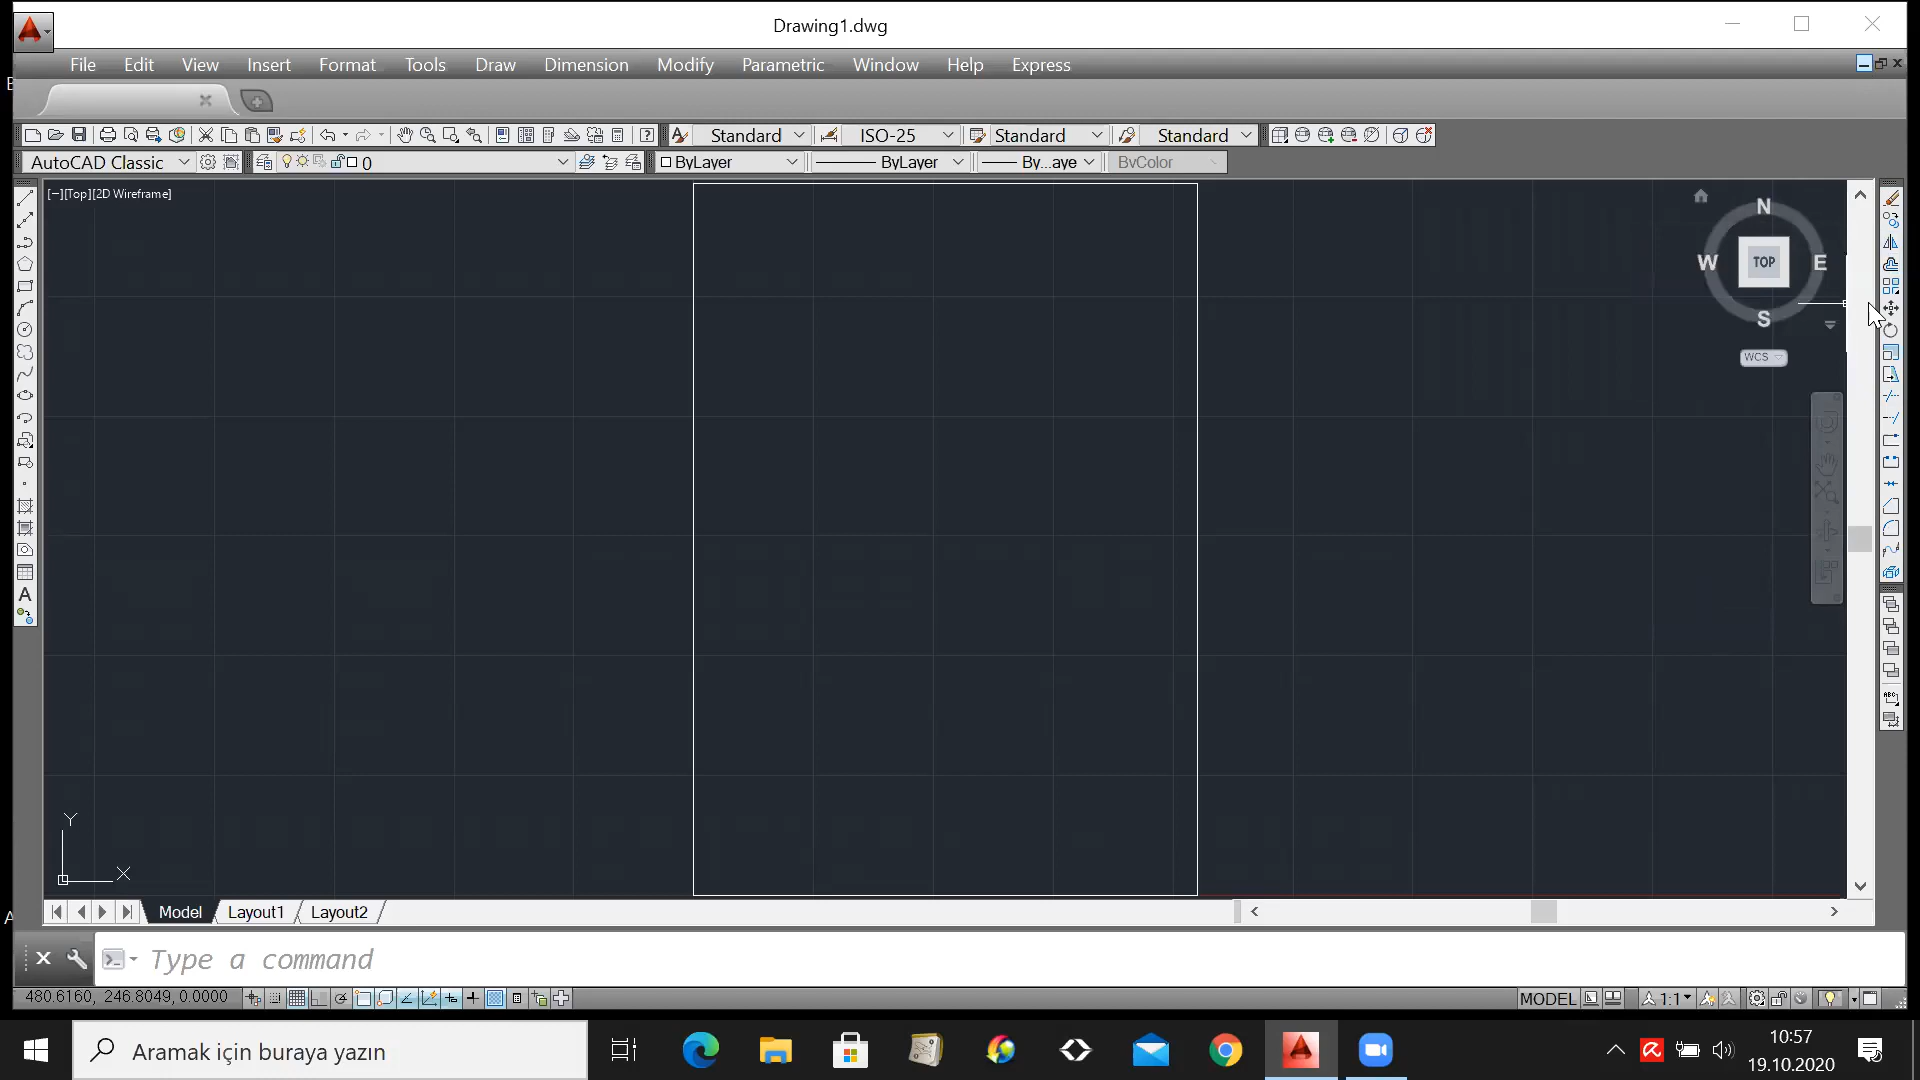 Drawing1.dwg
File Edit View Insert Format Tools Draw Dimension Modify Parametric Window Help Express
Standard ISO-25 Standard Standard
AutoCAD Classic 0 ByLayer ByLayer By...aye ByColor
[−][Top][2D Wireframe]
N
W TOP E
S
WCS
Y
X
Model Layout1 Layout2
Type a command
480.6160, 246.8049, 0.0000 MODEL 1:1
Aramak için buraya yazın
10:57
19.10.2020